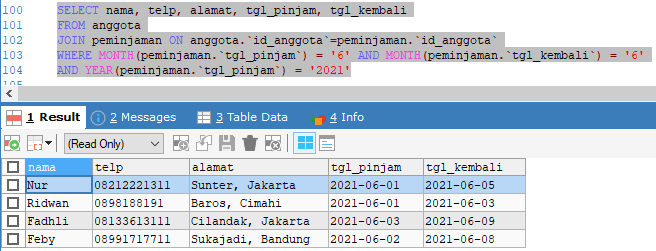 100 SELECT nama, telp, alamat, tgl_pinjam, tgl_kembali
101 FROM anggota
102 JOIN peminjaman ON anggota.`id_anggota`=peminjaman.`id_anggota`
103 WHERE MONTH(peminjaman.`tgl_pinjam`) = '6' AND MONTH(peminjaman.`tgl_kembali`) = '6'
104 AND YEAR(peminjaman.`tgl_pinjam`) = '2021'
105
1 Result 2 Messages 3 Table Data 4 Info
(Read Only)
nama telp alamat tgl_pinjam tgl_kembali
Nur 08212221311 Sunter, Jakarta 2021-06-01 2021-06-05
Ridwan 0898188191 Baros, Cimahi 2021-06-01 2021-06-03
Fadhli 08133613111 Cilandak, Jakarta 2021-06-03 2021-06-09
Feby 08991717711 Sukajadi, Bandung 2021-06-02 2021-06-08